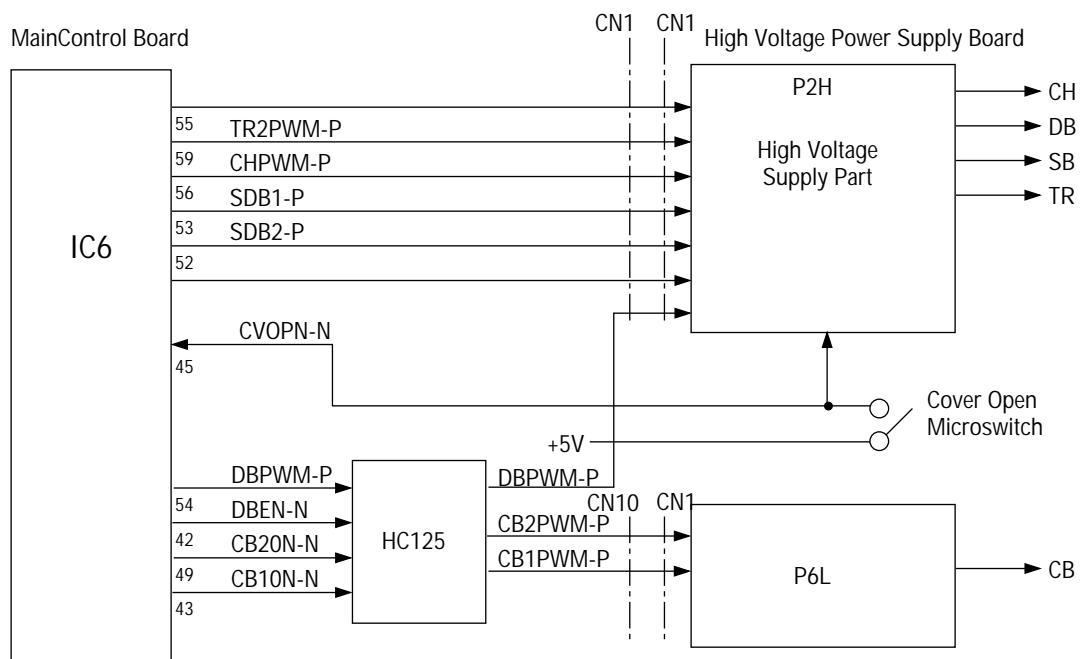 CN1 CN1
MainControl Board
High Voltage Power Supply Board
P2H
CH
55 TR2PWM-P
DB
59 CHPWM-P
High Voltage
Supply Part
SB
56 SDB1-P
TR
53 SDB2-P
IC6
52
CVOPN-N
45
Cover Open
Microswitch
+5V
DBPWM-P
DBPWM-P
54 DBEN-N
CN10 CN1
CB2PWM-P
42 CB20N-N
HC125
CB1PWM-P
49 CB10N-N
P6L
CB
43